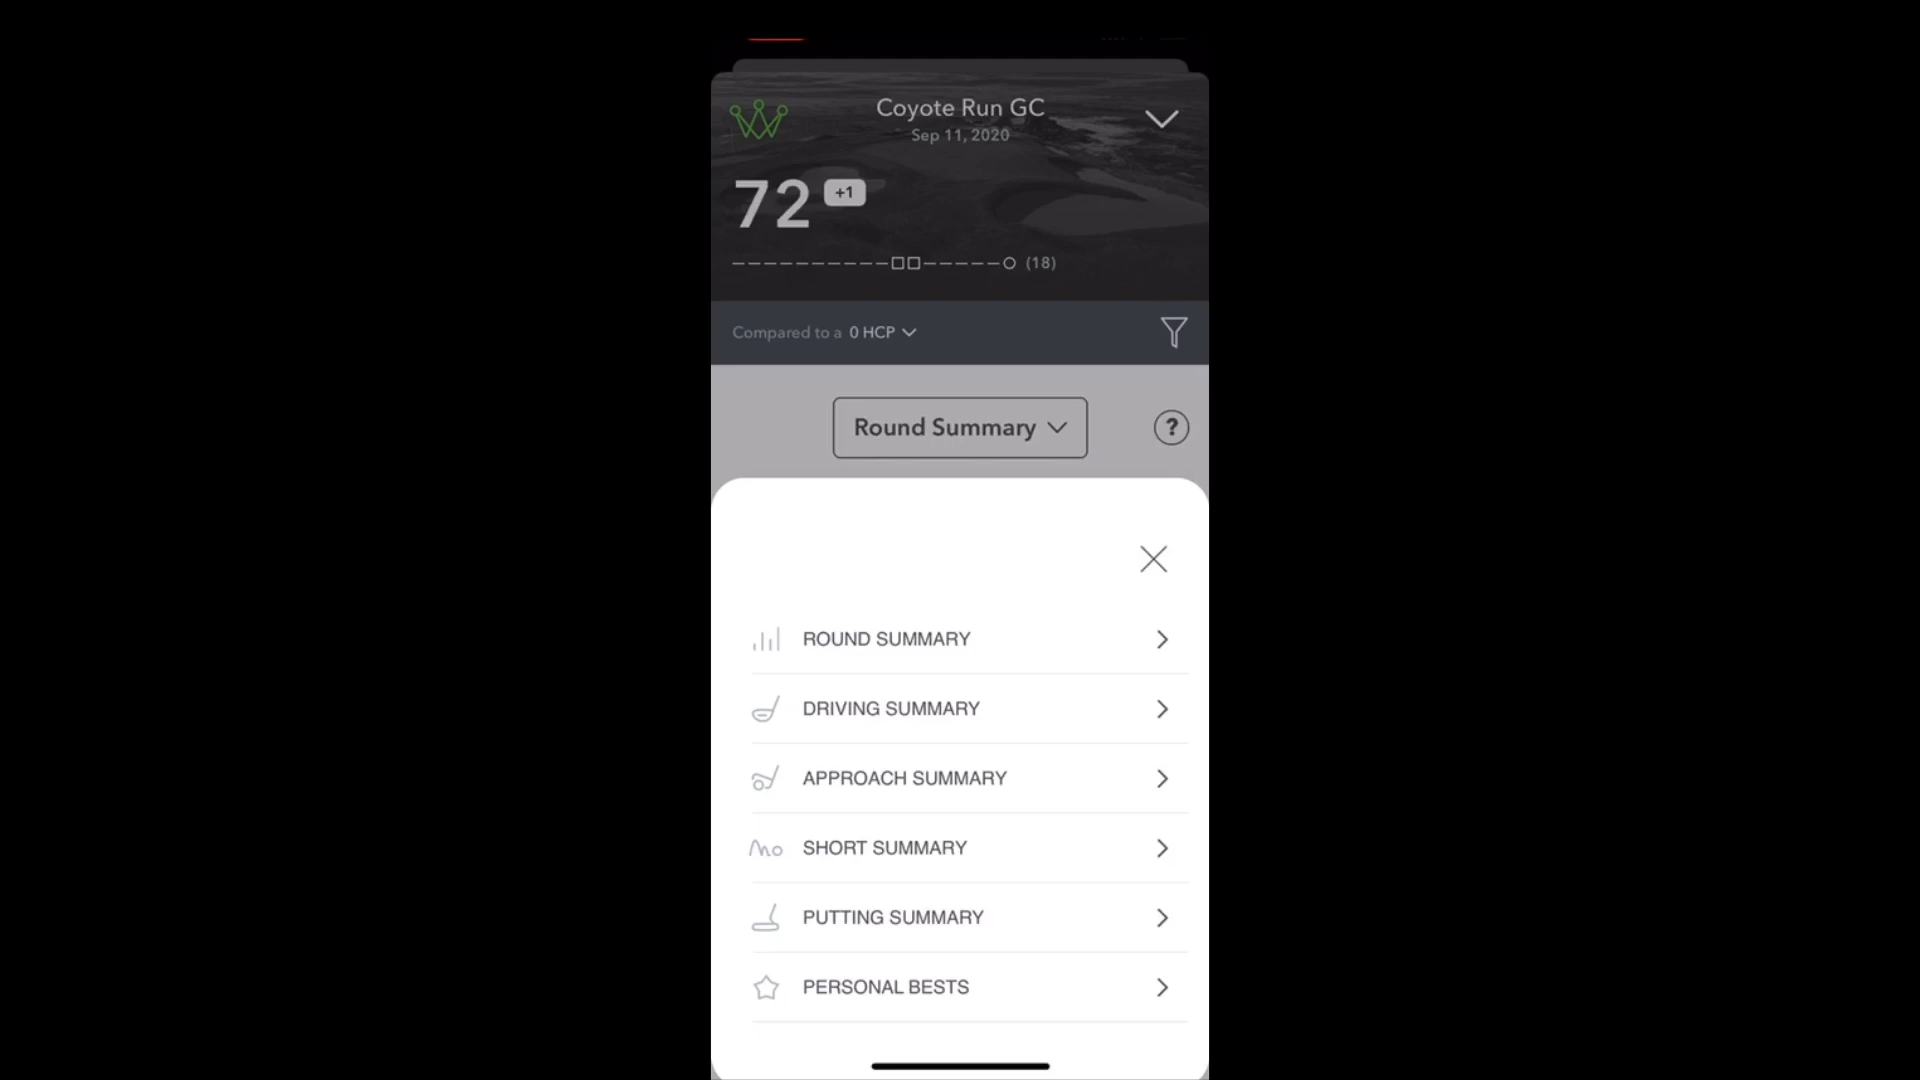 Coyote Run GC
Sep 11, 2020
72 +1
(18)
Compared to a 0 HCP
Round Summary
?
ROUND SUMMARY
DRIVING SUMMARY
APPROACH SUMMARY
SHORT SUMMARY
PUTTING SUMMARY
PERSONAL BESTS